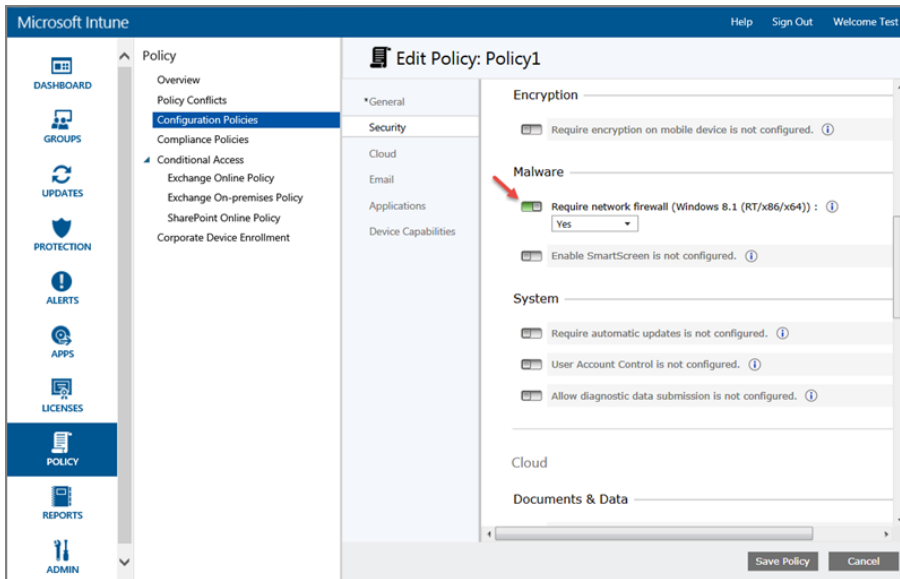 Microsoft Intune
Help Sign Out Welcome Test
DASHBOARD
GROUPS
UPDATES
PROTECTION
ALERTS
APPS
LICENSES
POLICY
REPORTS
ADMIN
Policy
Overview
Policy Conflicts
Configuration Policies
Compliance Policies
Conditional Access
Exchange Online Policy
Exchange On-premises Policy
SharePoint Online Policy
Corporate Device Enrollment
Edit Policy: Policy1
*General
Security
Cloud
Email
Applications
Device Capabilities
Encryption
Require encryption on mobile device is not configured.
Malware
Require network firewall (Windows 8.1 (RT/x86/x64)) :
Yes
Enable SmartScreen is not configured.
System
Require automatic updates is not configured.
User Account Control is not configured.
Allow diagnostic data submission is not configured.
Cloud
Documents & Data
Save Policy Cancel